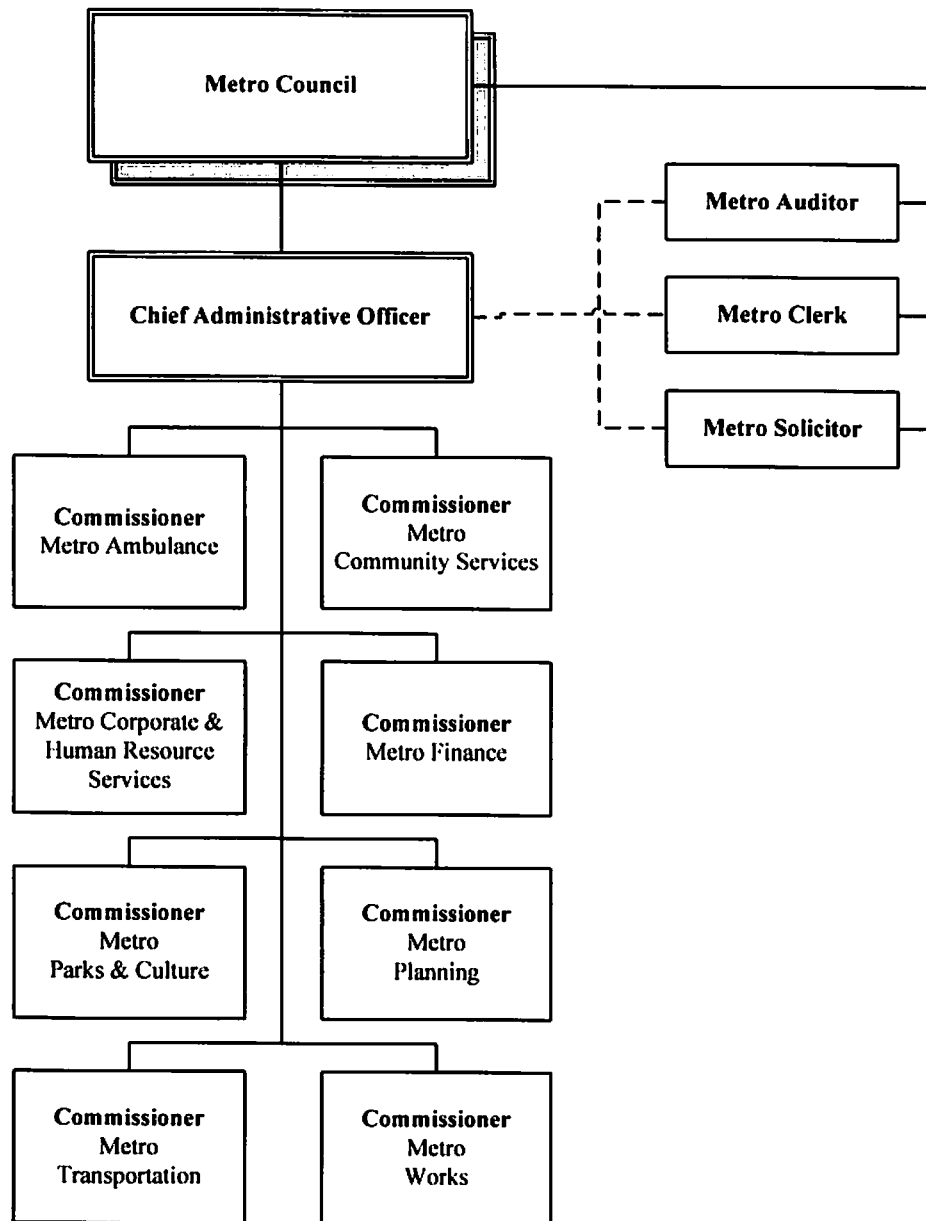 Metro Council
Metro Auditor
Chief Administrative Officer
Metro Clerk
Metro Solicitor
Commissioner
Metro Ambulance
Commissioner
Metro
Community Services
Commissioner
Metro Corporate &
Human Resource
Services
Commissioner
Metro Finance
Commissioner
Metro
Parks & Culture
Commissioner
Metro
Planning
Commissioner
Metro
Transportation
Commissioner
Metro
Works